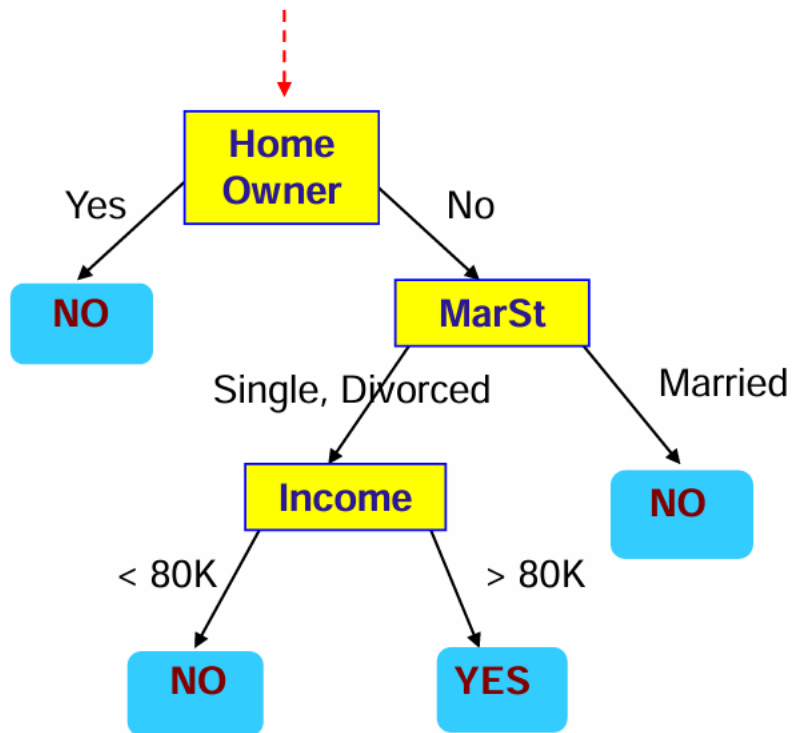 Home
Owner
Yes
No
NO
MarSt
Single, Divorced
Married
Income
NO
< 80K
> 80K
NO
YES